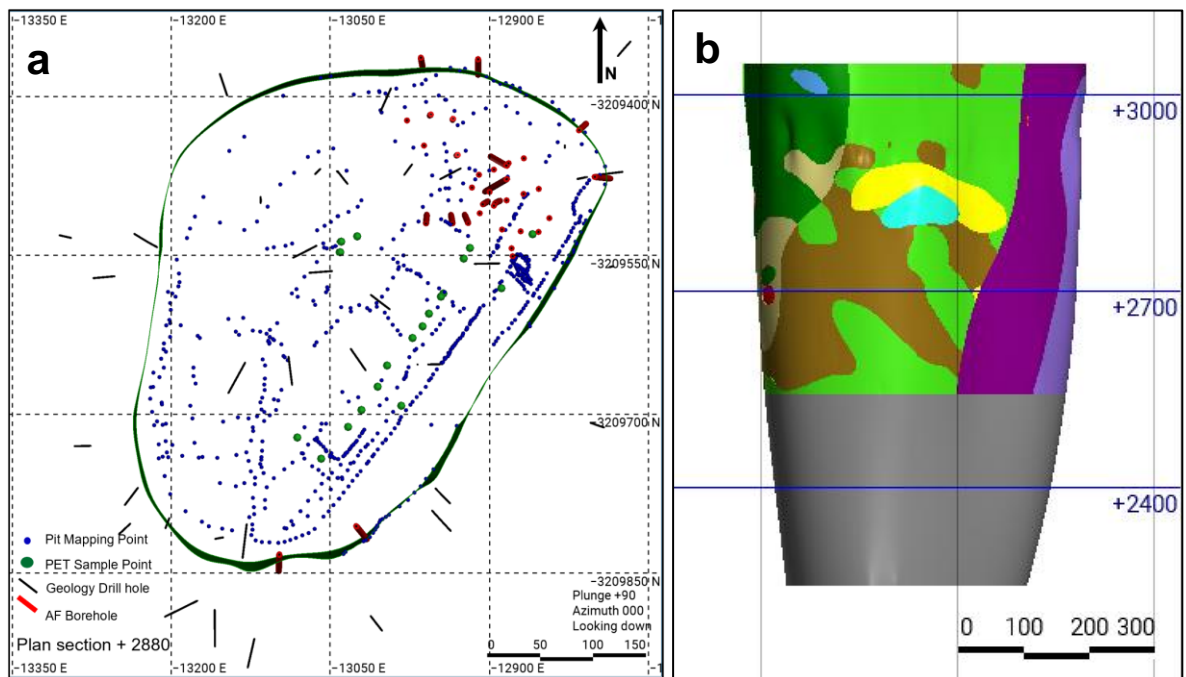 −13350 E
−13200 E
−13050 E
−12900 E
a
N
−3209400 N
−3209550 N
−3209700 N
Pit Mapping Point
PET Sample Point
Geology Drill hole
AF Borehole
−3209850 N
Plunge +90
Azimuth 000
Looking down
Plan section + 2880
0 50 100 150
−13350 E
−13200 E
−13050 E
−12900 E
b
+3000
+2700
+2400
0 100 200 300